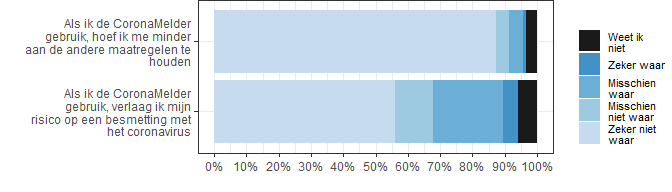 Als ik de CoronaMelder
gebruik, hoef ik me minder
aan de andere maatregelen te
houden
Als ik de CoronaMelder
gebruik, verlaag ik mijn
risico op een besmetting met
het coronavirus
0% 10% 20% 30% 40% 50% 60% 70% 80% 90% 100%
Weet ik
niet
Zeker waar
Misschien
waar
Misschien
niet waar
Zeker niet
waar